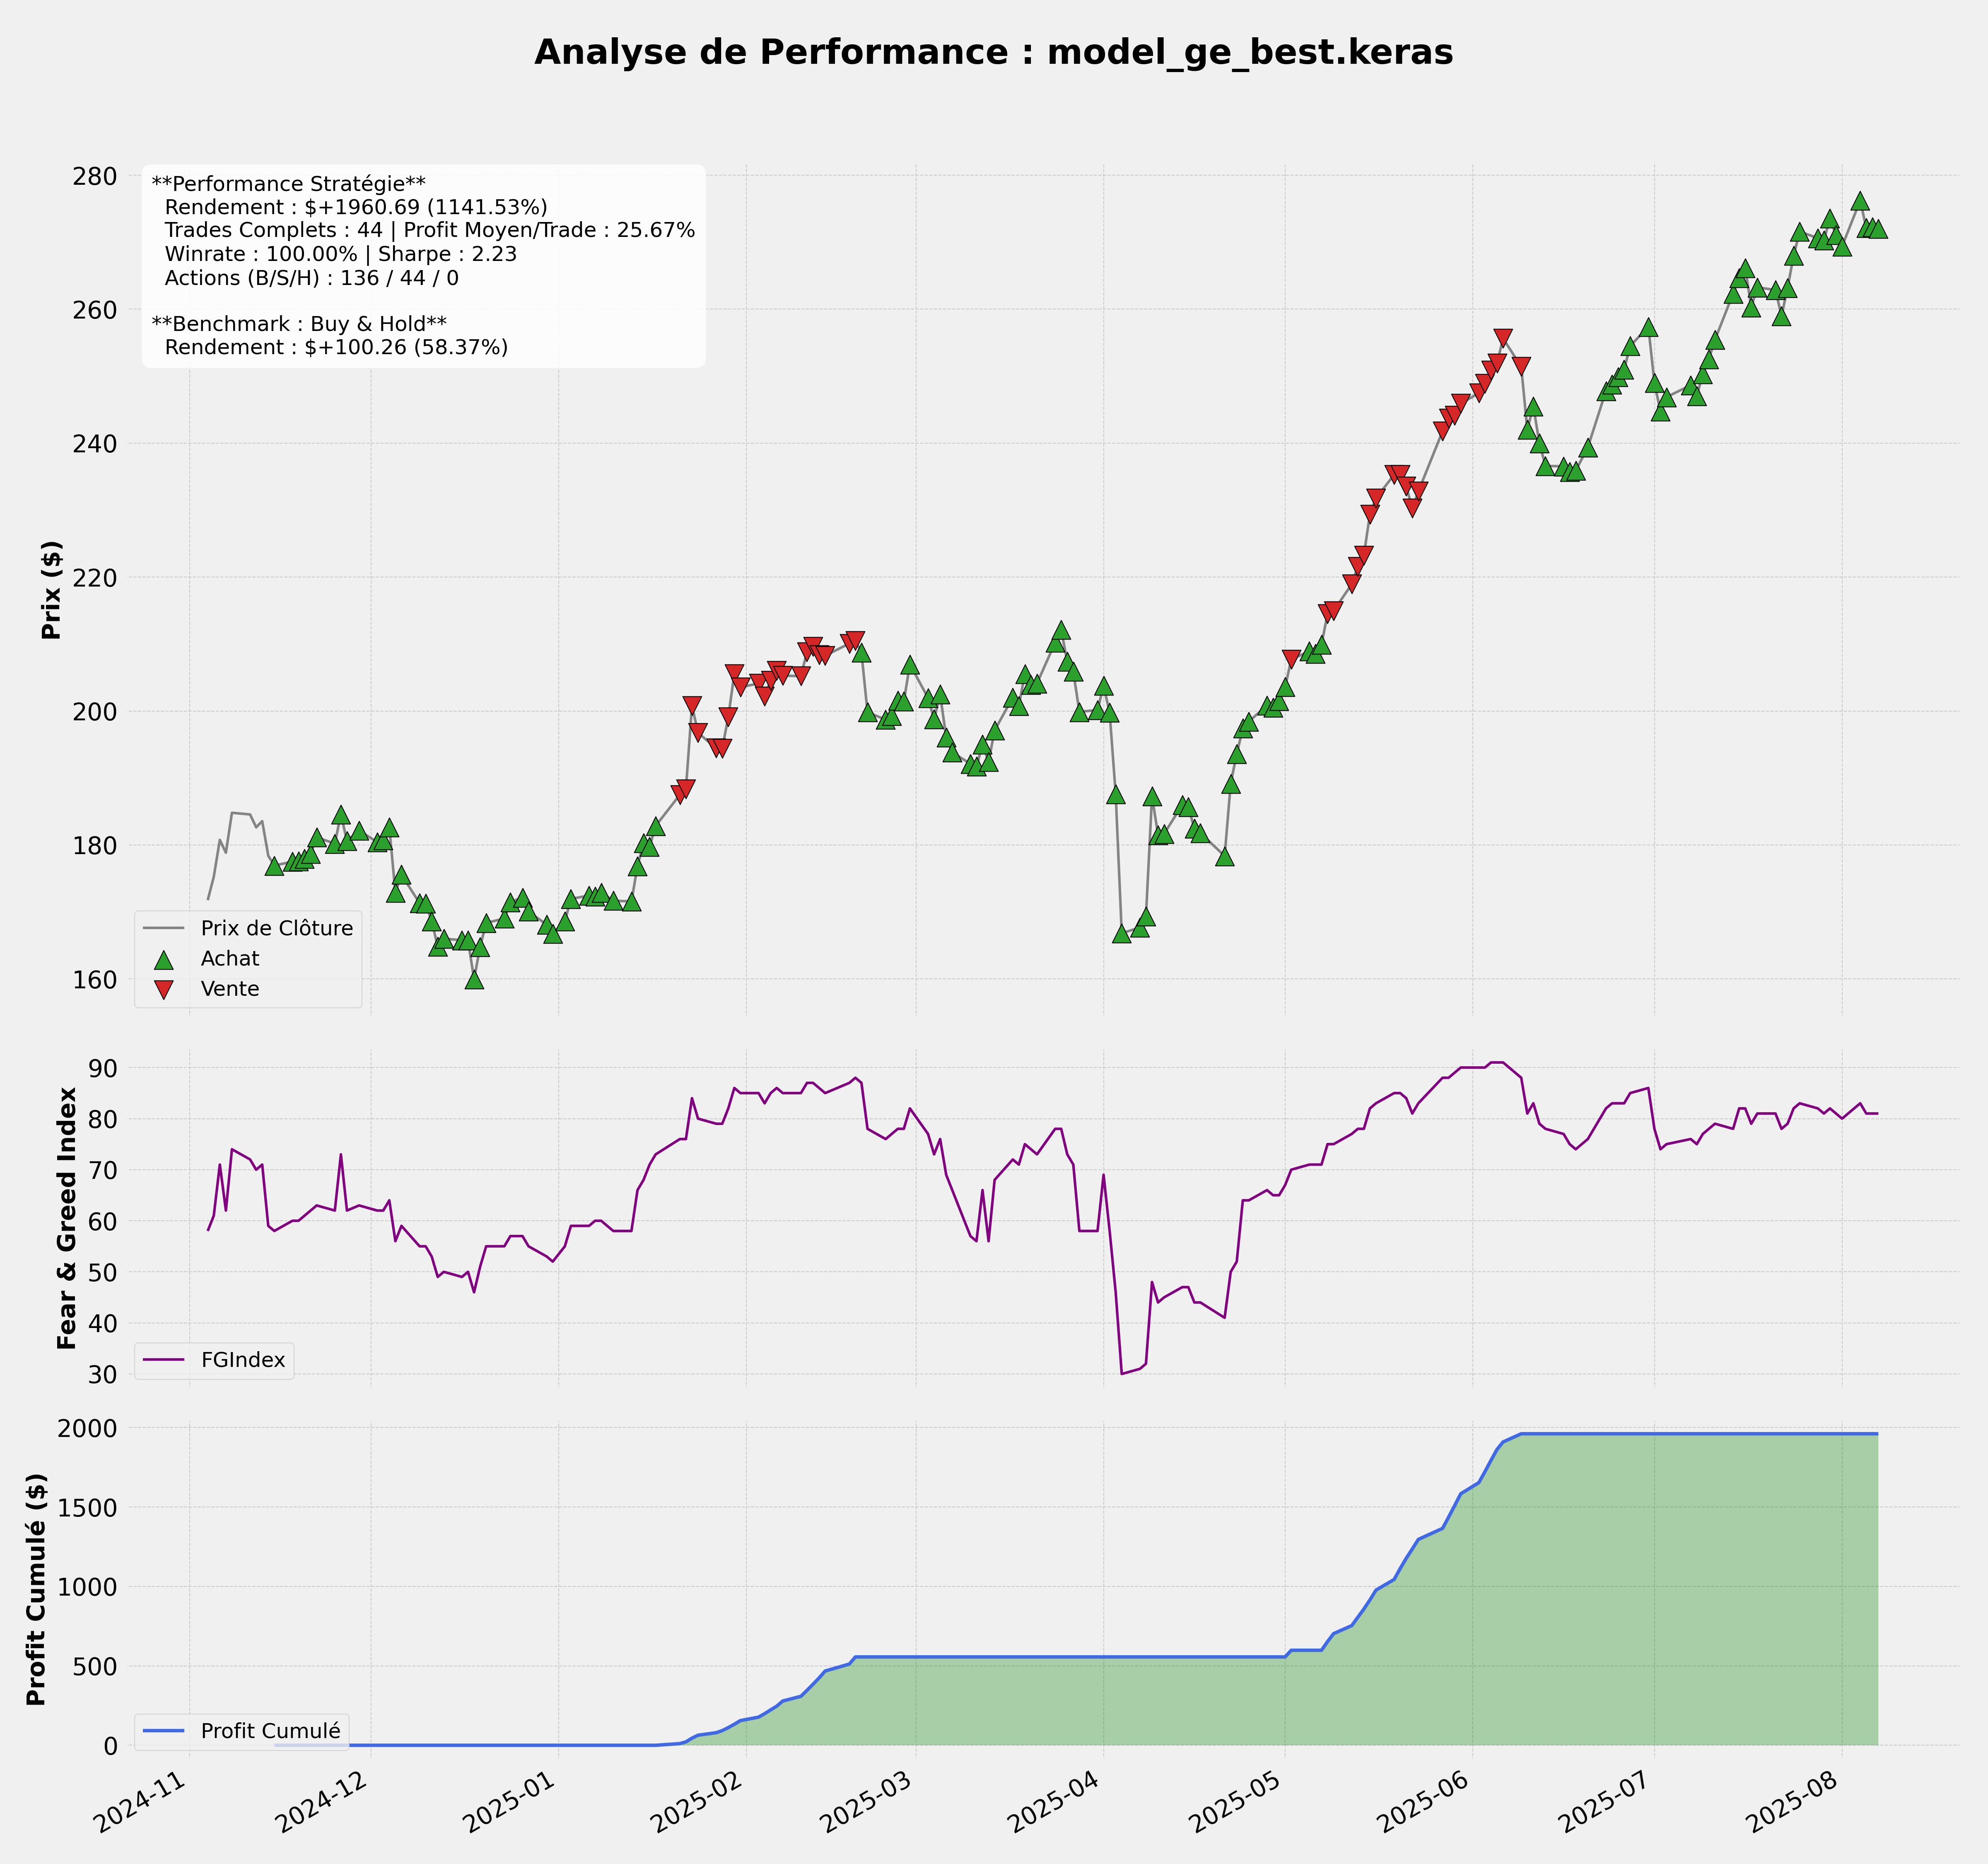 Analyse de Performance : model_ge_best.keras
**Performance Stratégie**
Rendement : $+1960.69 (1141.53%)
Trades Complets : 44 | Profit Moyen/Trade : 25.67%
Winrate : 100.00% | Sharpe : 2.23
Actions (B/S/H) : 136 / 44 / 0
**Benchmark : Buy & Hold**
Rendement : $+100.26 (58.37%)
Prix ($)
280
260
240
220
200
180
160
Prix de Clôture
Achat
Vente
Fear & Greed Index
90
80
70
60
50
40
30
FGIndex
Profit Cumulé ($)
2000
1500
1000
500
0
Profit Cumulé
2024-11
2024-12
2025-01
2025-02
2025-03
2025-04
2025-05
2025-06
2025-07
2025-08